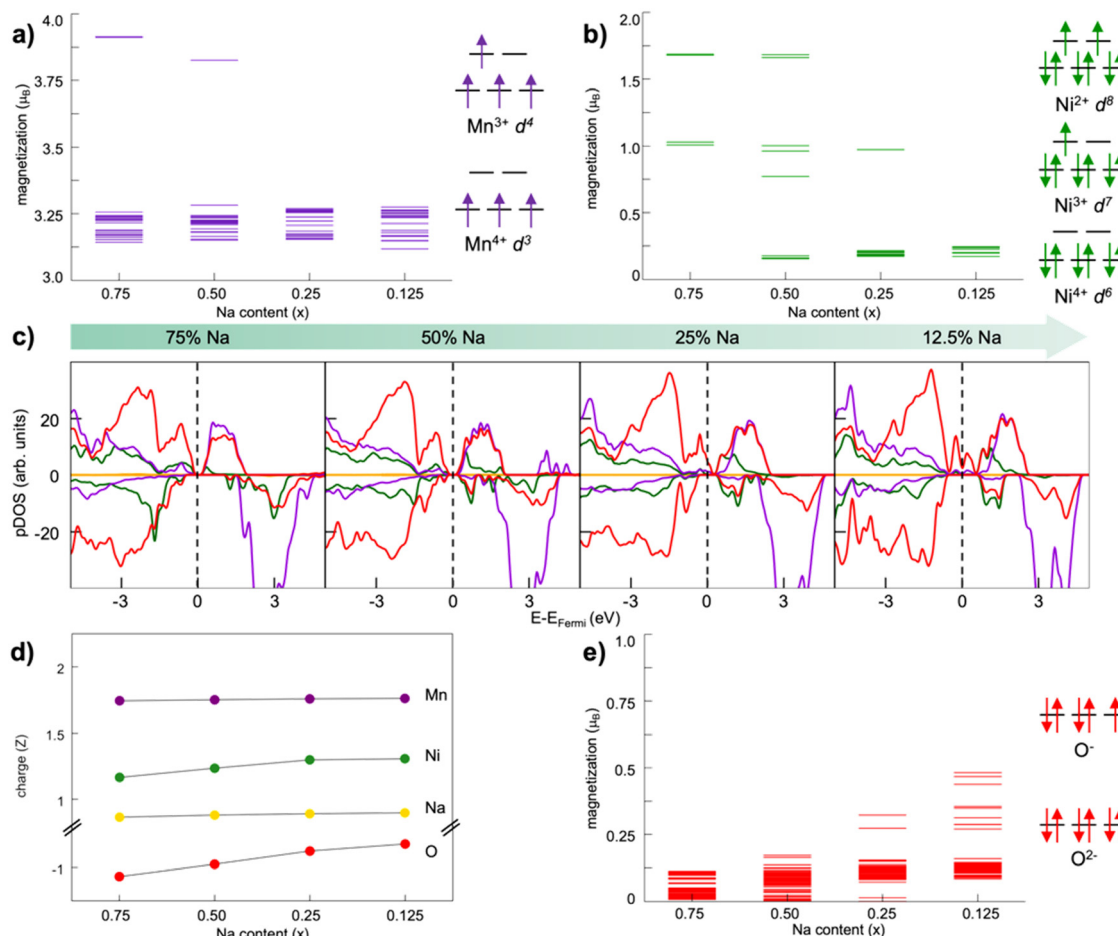 a)
magnetization (μB)
4.0
3.75
3.5
3.25
3.0
0.75 0.50 0.25 0.125
Na content (x)
Mn3+ d4
Mn4+ d3
b)
magnetization (μB)
2.0
1.5
1.0
0.5
0
0.75 0.50 0.25 0.125
Na content (x)
Ni2+ d8
Ni3+ d7
Ni4+ d6
c)
75% Na 50% Na 25% Na 12.5% Na
pDOS (arb. units)
20
0
-20
-3 0 3 -3 0 3 -3 0 3 -3 0 3
E-EFermi (eV)
d)
charge (Z)
2
1.5
1
-1
Mn
Ni
Na
O
0.75 0.50 0.25 0.125
Na content (x)
e)
magnetization (μB)
1.0
0.75
0.5
0.25
0
0.75 0.50 0.25 0.125
Na content (x)
O-
O2-